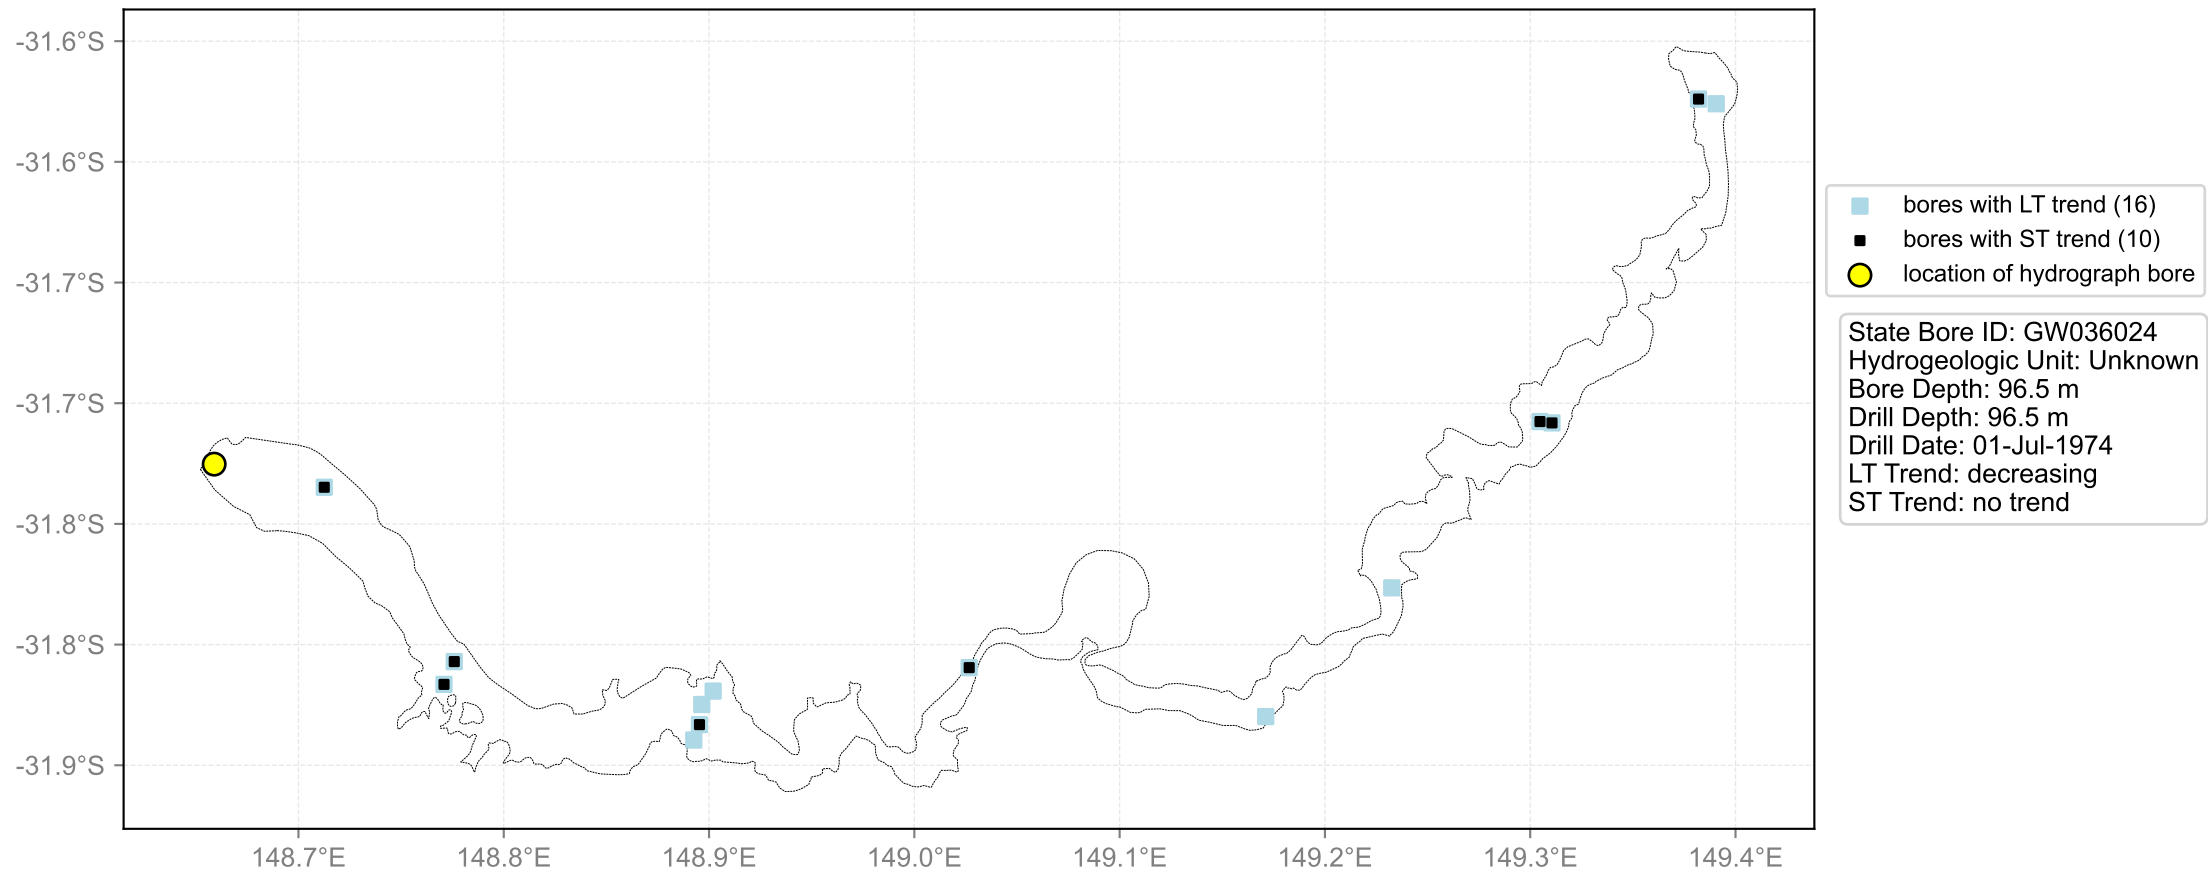 -31.6°S
-31.6°S
-31.7°S
-31.7°S
-31.8°S
-31.8°S
-31.9°S
148.7°E 148.8°E 148.9°E 149.0°E 149.1°E 149.2°E 149.3°E 149.4°E
bores with LT trend (16)
bores with ST trend (10)
location of hydrograph bore
State Bore ID: GW036024
Hydrogeologic Unit: Unknown
Bore Depth: 96.5 m
Drill Depth: 96.5 m
Drill Date: 01-Jul-1974
LT Trend: decreasing
ST Trend: no trend